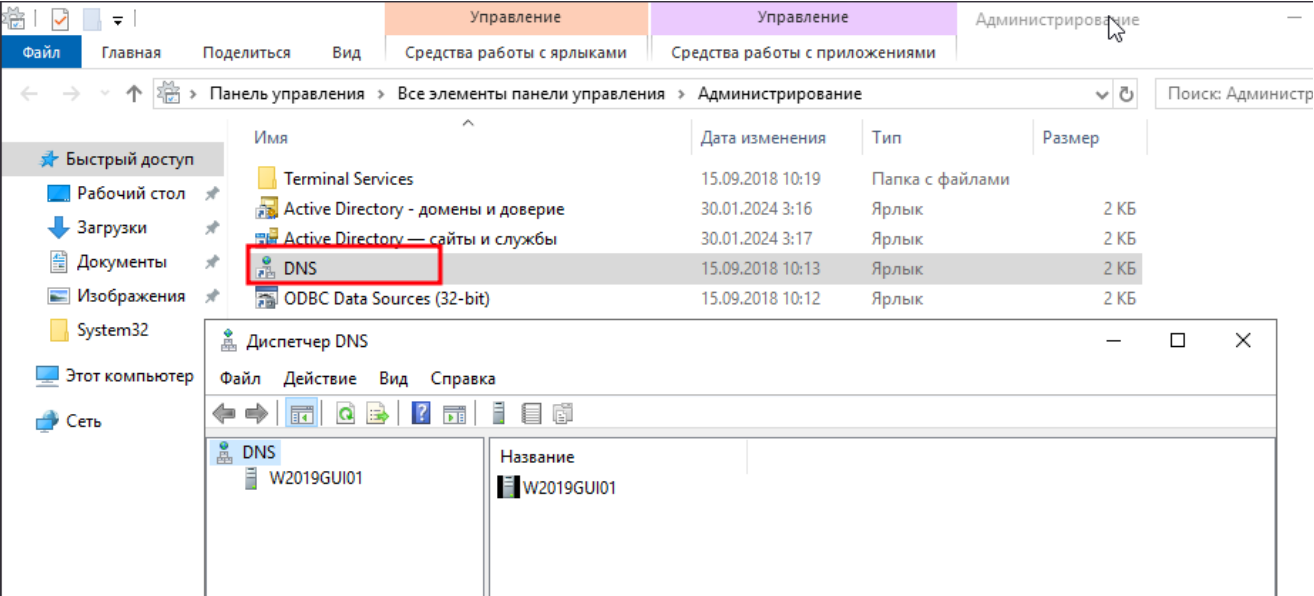 Управление Управление Администрирование
Файл Главная Поделиться Вид Средства работы с ярлыками Средства работы с приложениями
Панель управления > Все элементы панели управления > Администрирование Поиск: Администр
Имя Дата изменения Тип Размер
Быстрый доступ
Рабочий стол
Загрузки
Документы
Изображения
System32
Этот компьютер
Сеть
Terminal Services 15.09.2018 10:19 Папка с файлами
Active Directory - домены и доверие 30.01.2024 3:16 Ярлык 2 КБ
Active Directory — сайты и службы 30.01.2024 3:17 Ярлык 2 КБ
DNS 15.09.2018 10:13 Ярлык 2 КБ
ODBC Data Sources (32-bit) 15.09.2018 10:12 Ярлык 2 КБ
Диспетчер DNS
Файл Действие Вид Справка
DNS
W2019GUI01
Название
W2019GUI01